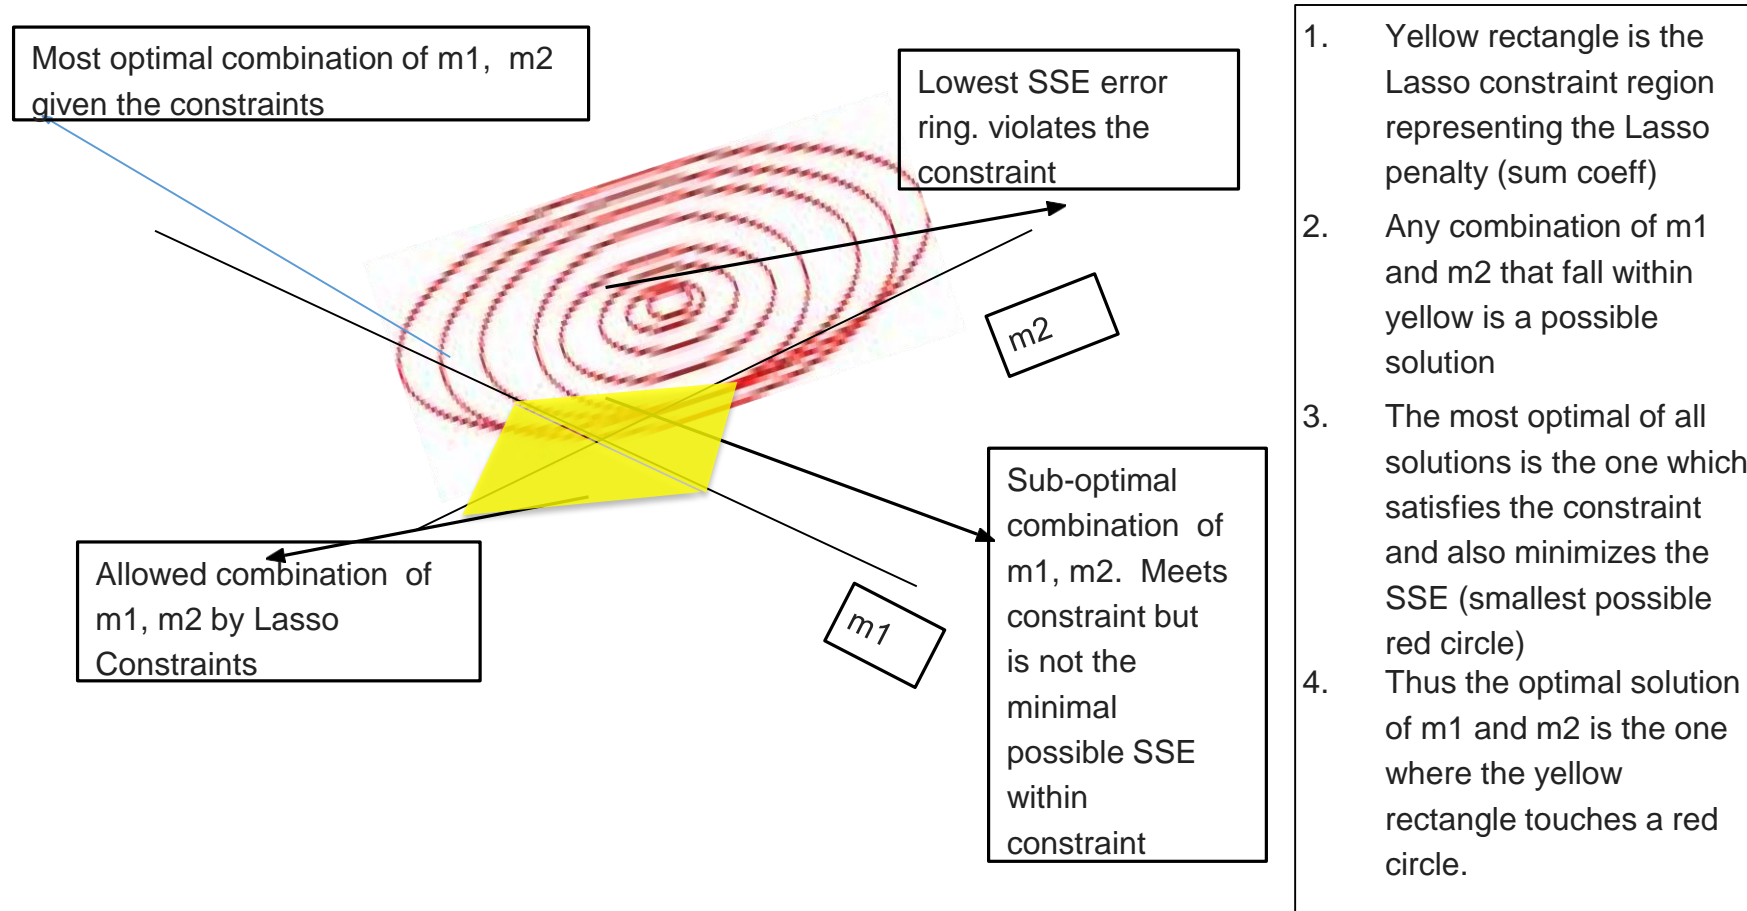 Most optimal combination of m1, m2
given the constraints
Lowest SSE error
ring. violates the
constraint
m2
m1
Allowed combination of
m1, m2 by Lasso
Constraints
Sub-optimal
combination of
m1, m2. Meets
constraint but
is not the
minimal
possible SSE
within
constraint
1. Yellow rectangle is the
Lasso constraint region
representing the Lasso
penalty (sum coeff)
2. Any combination of m1
and m2 that fall within
yellow is a possible
solution
3. The most optimal of all
solutions is the one which
satisfies the constraint
and also minimizes the
SSE (smallest possible
red circle)
4. Thus the optimal solution
of m1 and m2 is the one
where the yellow
rectangle touches a red
circle.